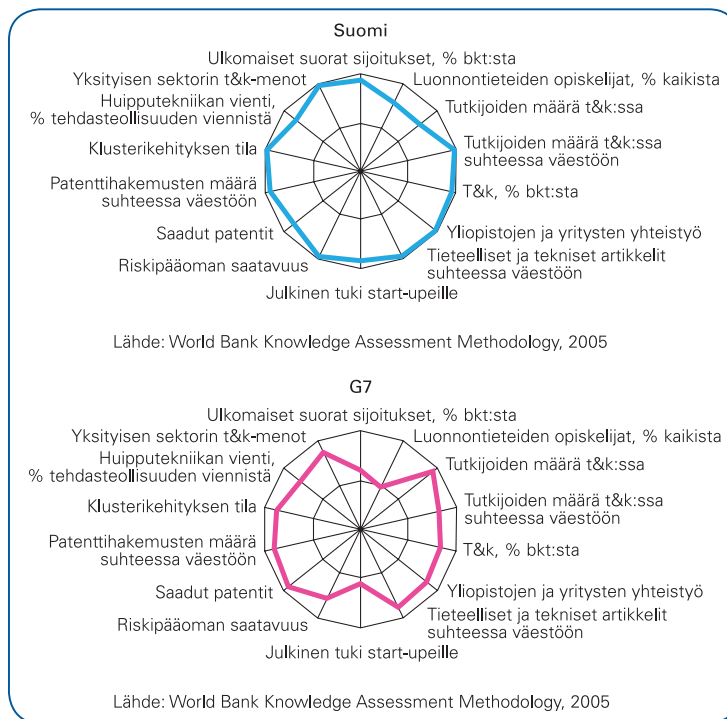 Suomi
Ulkomaiset suorat sijoitukset, % bkt:sta
Yksityisen sektorin t&k-menot
Luonnontieteiden opiskelijat, % kaikista
Huipputekniikan vienti,
% tehdasteollisuuden viennistä
Tutkijoiden määrä t&k:ssa
Klusterikehityksen tila
Tutkijoiden määrä t&k:ssa
suhteessa väestöön
Patenttihakemusten määrä
suhteessa väestöön
T&k, % bkt:sta
Saadut patentit
Yliopistojen ja yritysten yhteistyö
Riskipääoman saatavuus
Tieteelliset ja tekniset artikkelit
suhteessa väestöön
Julkinen tuki start-upeille
Lähde: World Bank Knowledge Assessment Methodology, 2005
G7
Ulkomaiset suorat sijoitukset, % bkt:sta
Yksityisen sektorin t&k-menot
Luonnontieteiden opiskelijat, % kaikista
Huipputekniikan vienti,
% tehdasteollisuuden viennistä
Tutkijoiden määrä t&k:ssa
Klusterikehityksen tila
Tutkijoiden määrä t&k:ssa
suhteessa väestöön
Patenttihakemusten määrä
suhteessa väestöön
T&k, % bkt:sta
Saadut patentit
Yliopistojen ja yritysten yhteistyö
Riskipääoman saatavuus
Tieteelliset ja tekniset artikkelit
suhteessa väestöön
Julkinen tuki start-upeille
Lähde: World Bank Knowledge Assessment Methodology, 2005